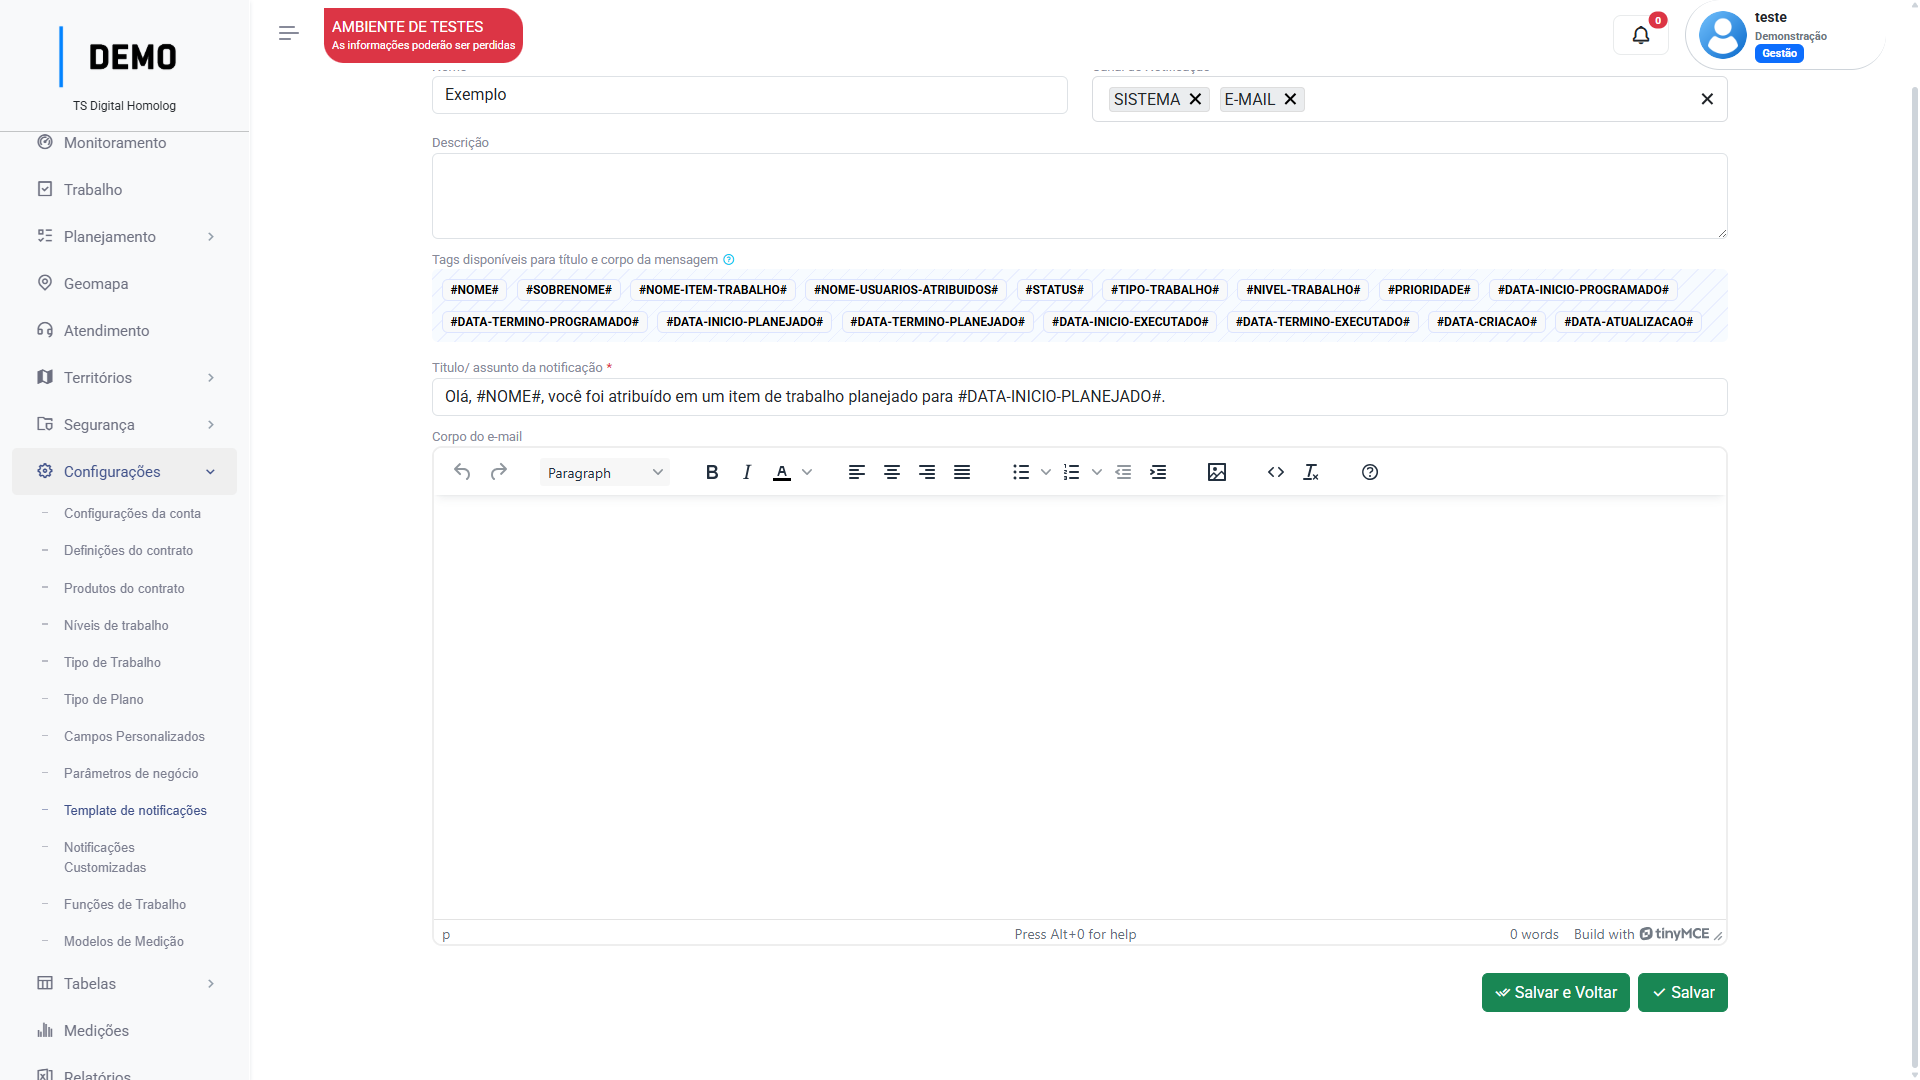 DEMO
TS Digital Homolog
Monitoramento
Trabalho
Planejamento
Geomapa
Atendimento
Territórios
Segurança
Configurações
Configurações da conta
Definições do contrato
Produtos do contrato
Níveis de trabalho
Tipo de Trabalho
Tipo de Plano
Campos Personalizados
Parâmetros de negócio
Template de notificações
Notificações
Customizadas
Funções de Trabalho
Modelos de Medição
Tabelas
Medições
Relatórios
AMBIENTE DE TESTES
As informações poderão ser perdidas
0
teste
Demonstração
Gestão
Exemplo
SISTEMA
E-MAIL
Descrição
Tags disponíveis para título e corpo da mensagem
#NOME# #SOBRENOME# #NOME-ITEM-TRABALHO# #NOME-USUARIOS-ATRIBUIDOS# #STATUS# #TIPO-TRABALHO# #NIVEL-TRABALHO# #PRIORIDADE# #DATA-INICIO-PROGRAMADO#
#DATA-TERMINO-PROGRAMADO# #DATA-INICIO-PLANEJADO# #DATA-TERMINO-PLANEJADO# #DATA-INICIO-EXECUTADO# #DATA-TERMINO-EXECUTADO# #DATA-CRIACAO# #DATA-ATUALIZACAO#
Titulo/ assunto da notificação *
Olá, #NOME#, você foi atribuído em um item de trabalho planejado para #DATA-INICIO-PLANEJADO#.
Corpo do e-mail
Paragraph
p
Press Alt+0 for help
0 words
Build with tinyMCE
Salvar e Voltar
Salvar